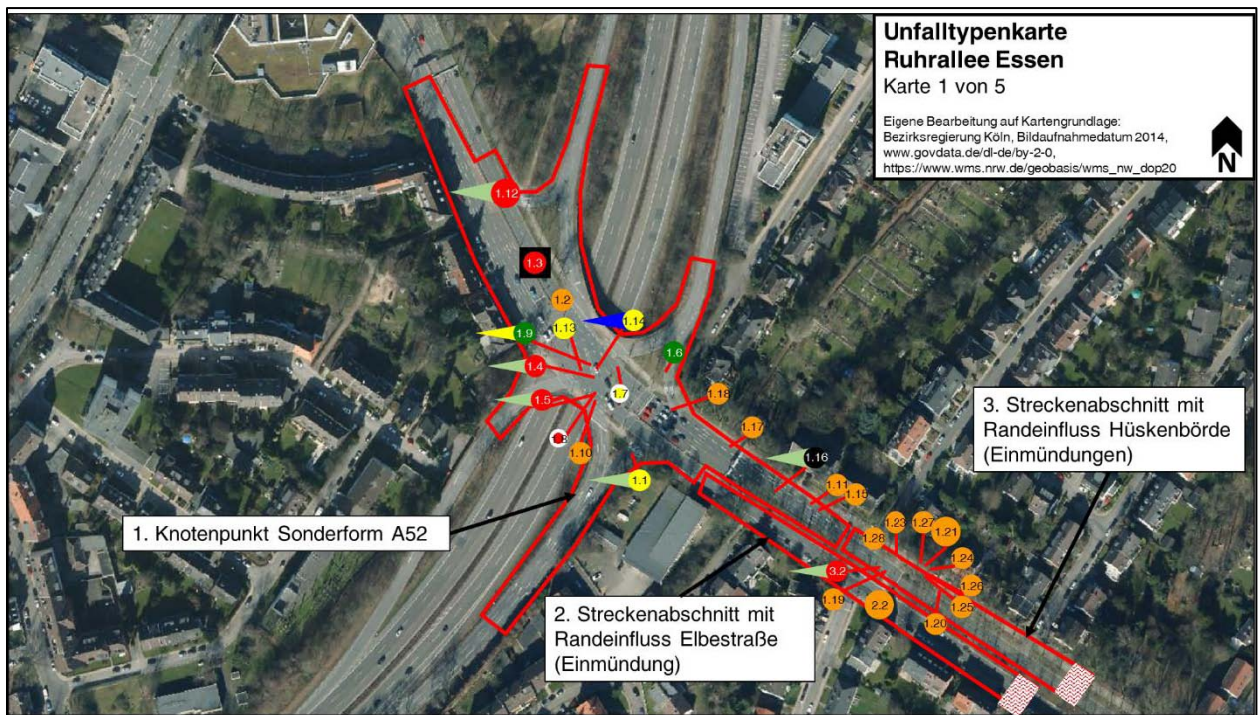 Unfalltypenkarte
Ruhrallee Essen
Karte 1 von 5
Eigene Bearbeitung auf Kartengrundlage:
Bezirksregierung Köln, Bildaufnahmedatum 2014,
www.govdata.de/dl-de/by-2-0,
https://www.wms.nrw.de/geobasis/wms_nw_dop20
N
1.12
1.3
1.2
1.13
1.14
1.9
1.6
1.4
1.7
1.18
1.5
1.17
1.8
1.10
1.16
1.1
1.11
1.15
3. Streckenabschnitt mit
Randeinfluss Hüskenbörde
(Einmündungen)
1. Knotenpunkt Sonderform A52
1.23
1.27
1.21
1.28
1.24
3.2
1.26
1.19
2.2
1.25
1.20
2. Streckenabschnitt mit
Randeinfluss Elbestraße
(Einmündung)